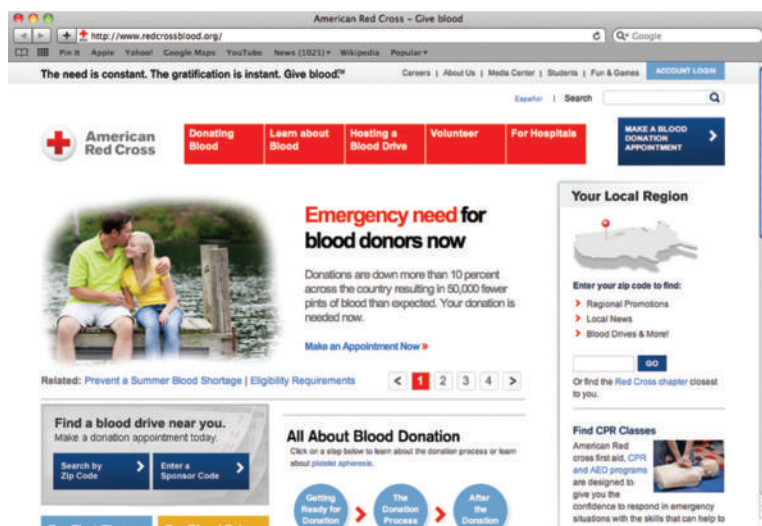 American Red Cross – Give blood
http://www.redcrossblood.org/
Google
Pin It Apple Yahoo! Google Maps YouTube News (1021) Wikipedia Popular
The need is constant. The gratification is instant. Give blood.™
Careers | About Us | Media Center | Students | Fun & Games
ACCOUNT LOGIN
Español | Search
American
Red Cross
Donating
Blood
Learn about
Blood
Hosting a
Blood Drive
Volunteer
For Hospitals
MAKE A BLOOD
DONATION
APPOINTMENT
Emergency need for
blood donors now
Donations are down more than 10 percent
across the country resulting in 50,000 fewer
pints of blood than expected. Your donation is
needed now.
Make an Appointment Now »
Related: Prevent a Summer Blood Shortage | Eligibility Requirements
< 1 2 3 4 >
Your Local Region
Enter your zip code to find:
Regional Promotions
Local News
Blood Drives & More!
GO
Or find the Red Cross chapter closest
to you.
Find a blood drive near you.
Make a donation appointment today.
Search by
Zip Code
Enter a
Sponsor Code
All About Blood Donation
Click on a step below to learn about the donation process or learn
about platelet apheresis.
Getting
Ready for
Donation
The
Donation
Process
After
the
Donation
Find CPR Classes
American Red
cross first aid, CPR
and AED programs
are designed to
give you the
confidence to respond in emergency
situations with the skills that can help to